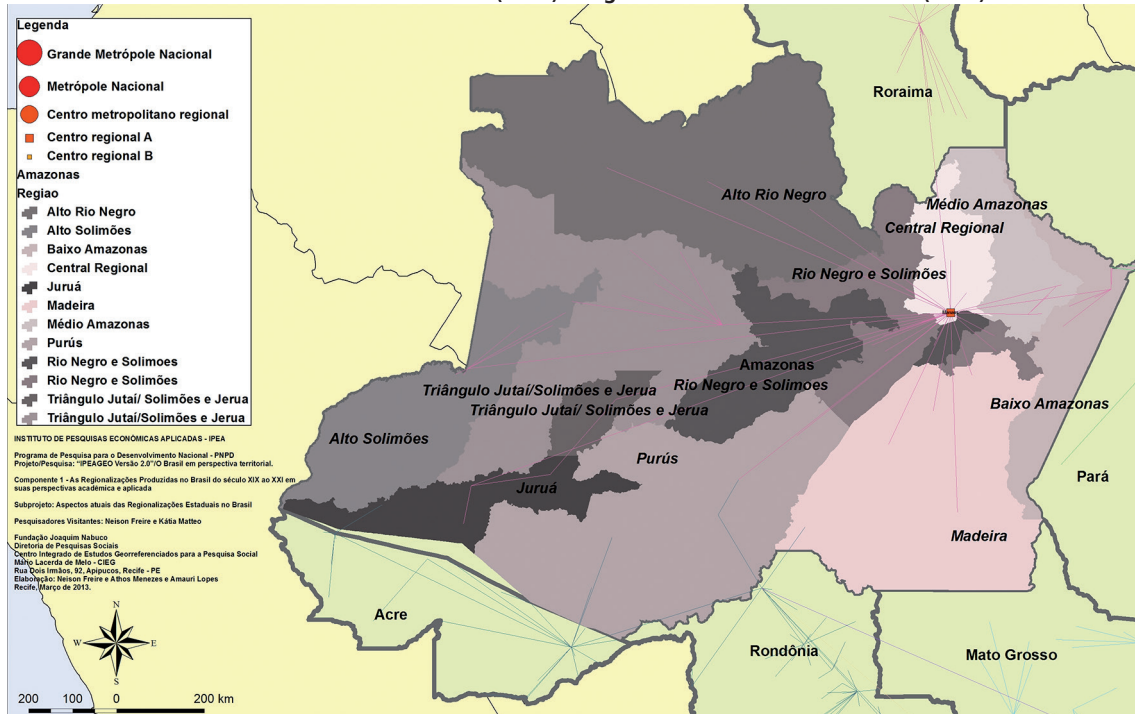 Legenda
Grande Metrópole Nacional
Metrópole Nacional
Centro metropolitano regional
Centro regional A
Centro regional B
Amazonas
Regiao
Alto Rio Negro
Alto Solimões
Baixo Amazonas
Central Regional
Juruá
Madeira
Médio Amazonas
Purús
Rio Negro e Solimoes
Rio Negro e Solimões
Triângulo Jutaí/ Solimões e Jerua
Triângulo Jutaí/Solimões e Jerua
INSTITUTO DE PESQUISAS ECONÔMICAS APLICADAS - IPEA
Programa de Pesquisa para o Desenvolvimento Nacional - PNPD
Projeto/Pesquisa: "IPEAGEO Versão 2.0"/O Brasil em perspectiva territorial.
Componente 1 - As Regionalizações Produzidas no Brasil do século XIX ao XXI em
suas perspectivas acadêmica e aplicada
Subprojeto: Aspectos atuais das Regionalizações Estaduais no Brasil
Pesquisadores Visitantes: Neison Freire e Kátia Matteo
Fundação Joaquim Nabuco
Diretoria de Pesquisas Sociais
Centro Integrado de Estudos Georreferenciados para a Pesquisa Social
Mário Lacerda de Melo - CIEG
Rua Dois Irmãos, 92, Apipucos, Recife - PE
Elaboração: Neison Freire e Athos Menezes e Amauri Lopes
Recife, Março de 2013.
N
W E
S
200 100 0 200 km
Roraima
Alto Rio Negro
Médio Amazonas
Central Regional
Rio Negro e Solimões
Amazonas
Rio Negro e Solimoes
Triângulo Jutaí/Solimões e Jerua
Triângulo Jutaí/ Solimões e Jerua
Baixo Amazonas
Alto Solimões
Purús
Juruá
Pará
Madeira
Acre
Rondônia
Mato Grosso